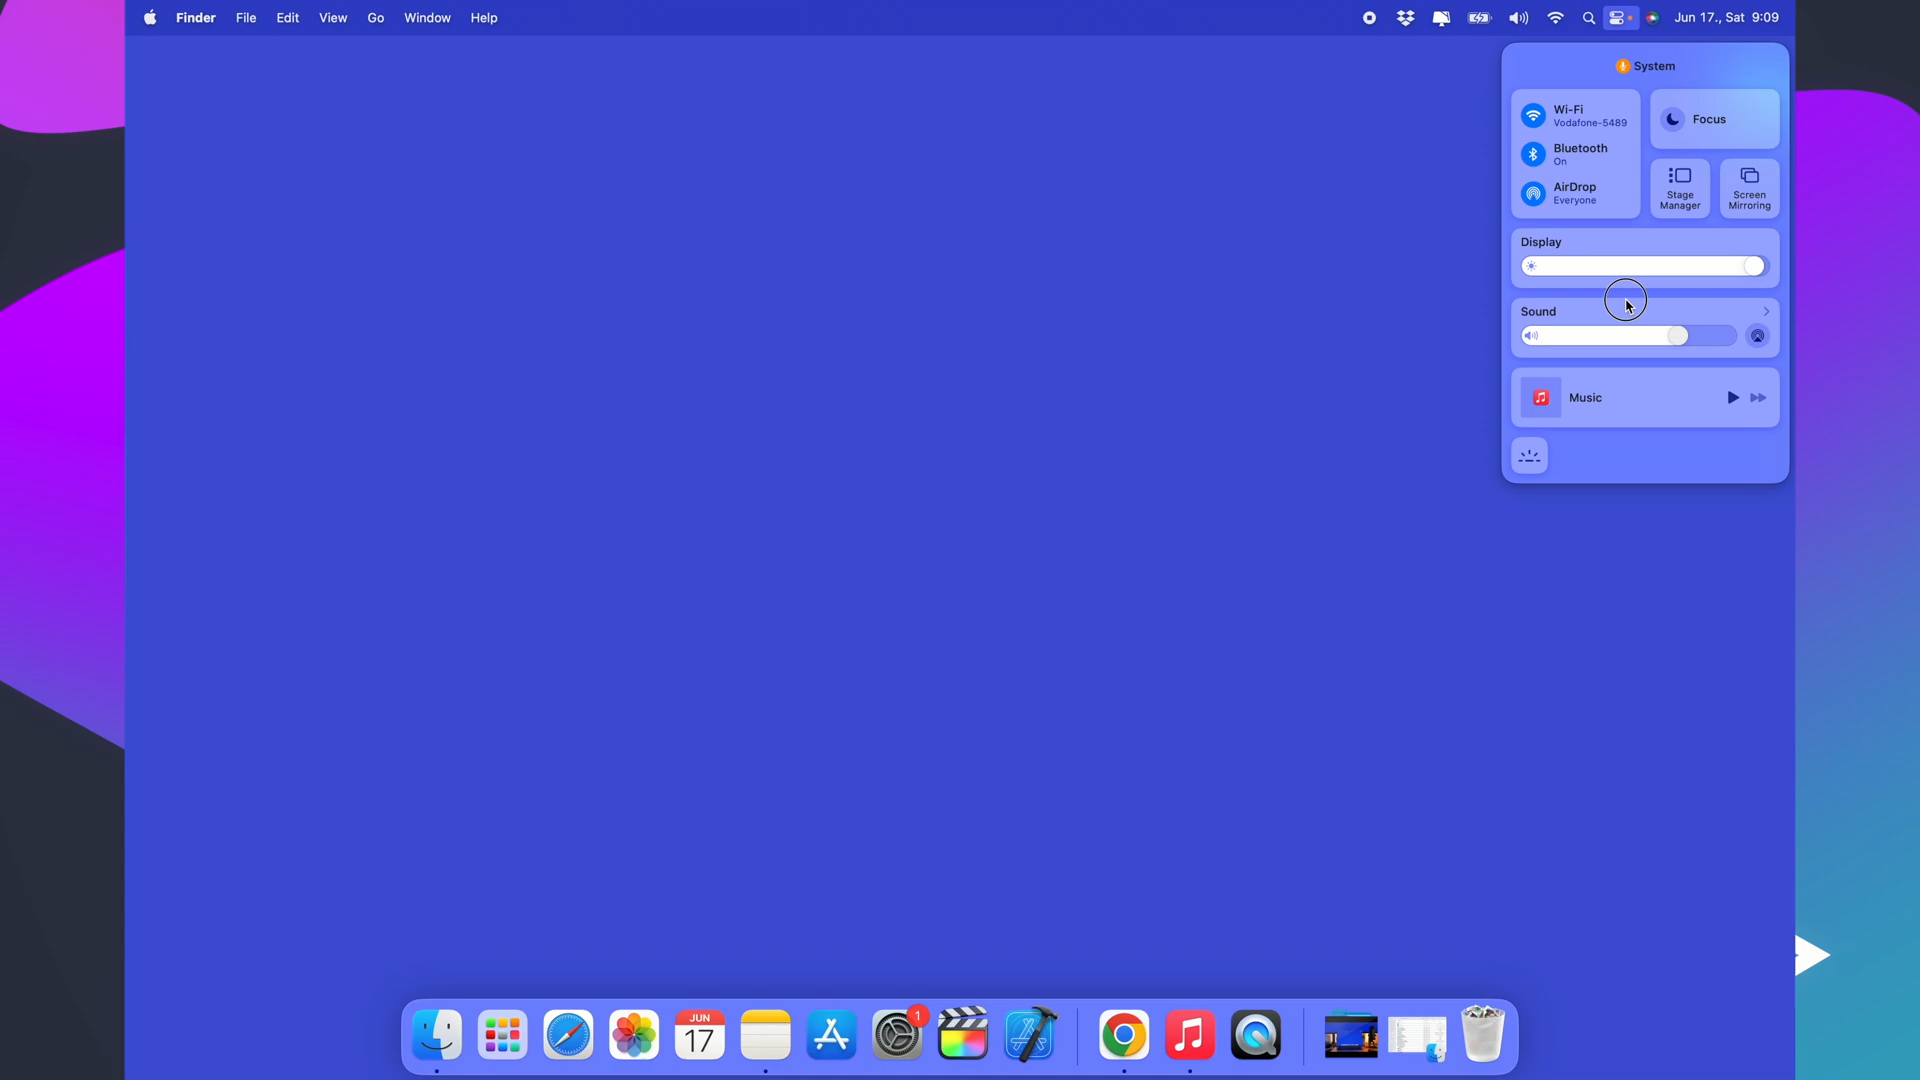 Finder File Edit View Go Window Help Jun 17., Sat 9:09
System
Wi-Fi
Vodafone-5489
Bluetooth
On
AirDrop
Everyone
Focus
Stage
Manager
Screen
Mirroring
Display
Sound
Music
JUN
17
1